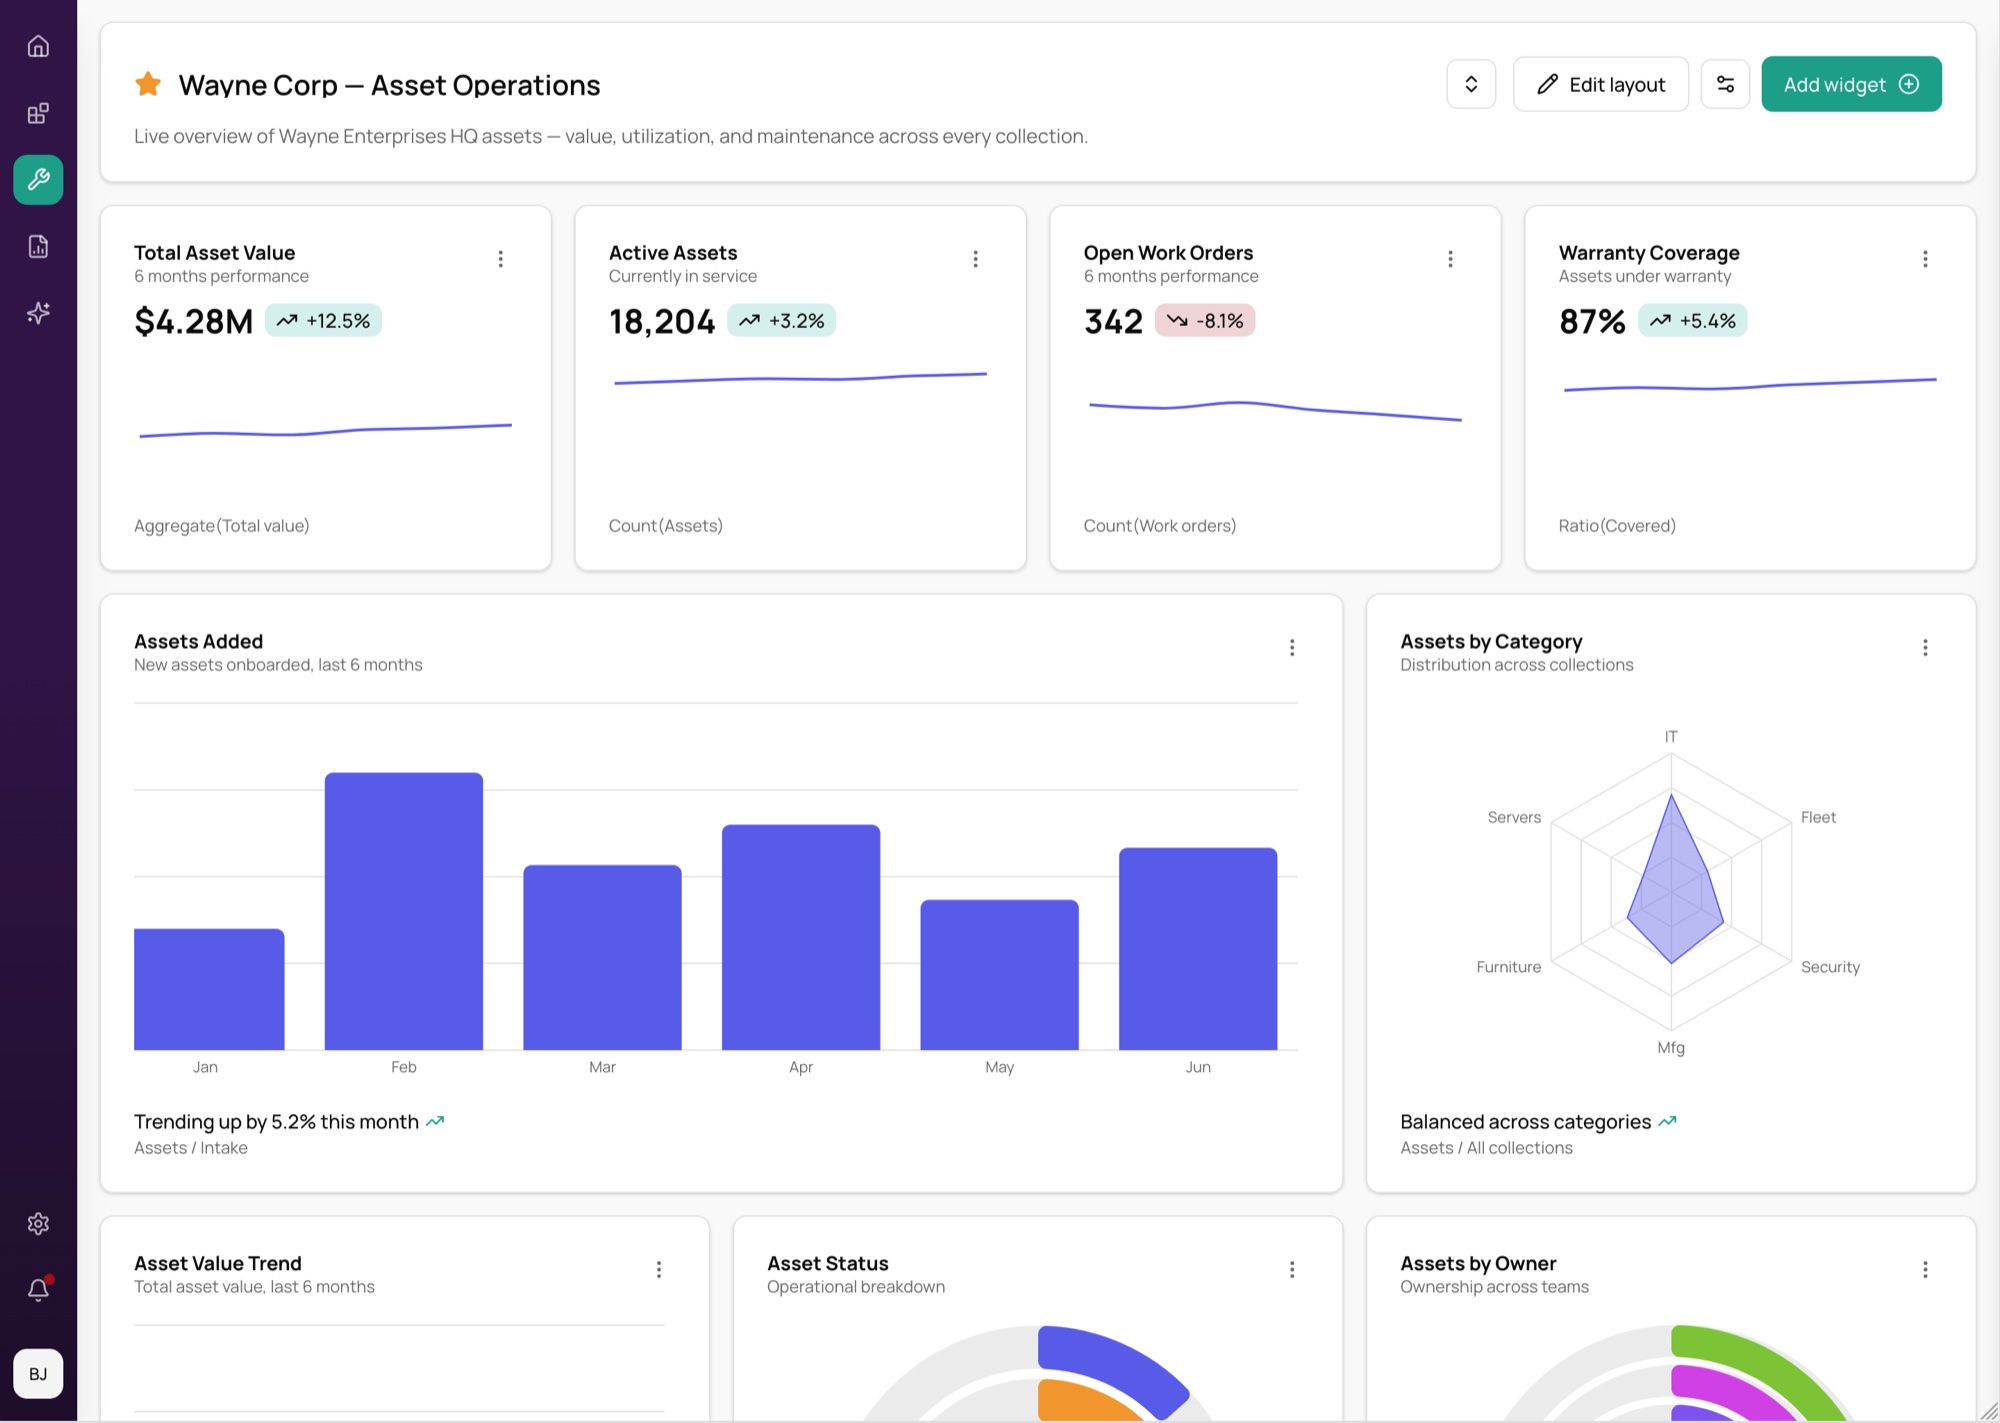 Wayne Corp — Asset Operations
Edit layout
Add widget
Live overview of Wayne Enterprises HQ assets — value, utilization, and maintenance across every collection.
Total Asset Value
6 months performance
$4.28M +12.5%
Aggregate(Total value)
Active Assets
Currently in service
18,204 +3.2%
Count(Assets)
Open Work Orders
6 months performance
342 -8.1%
Count(Work orders)
Warranty Coverage
Assets under warranty
87% +5.4%
Ratio(Covered)
Assets Added
New assets onboarded, last 6 months
Jan Feb Mar Apr May Jun
Trending up by 5.2% this month
Assets / Intake
Assets by Category
Distribution across collections
IT
Servers Fleet
Furniture Security
Mfg
Balanced across categories
Assets / All collections
Asset Value Trend
Total asset value, last 6 months
Asset Status
Operational breakdown
Assets by Owner
Ownership across teams
BJ